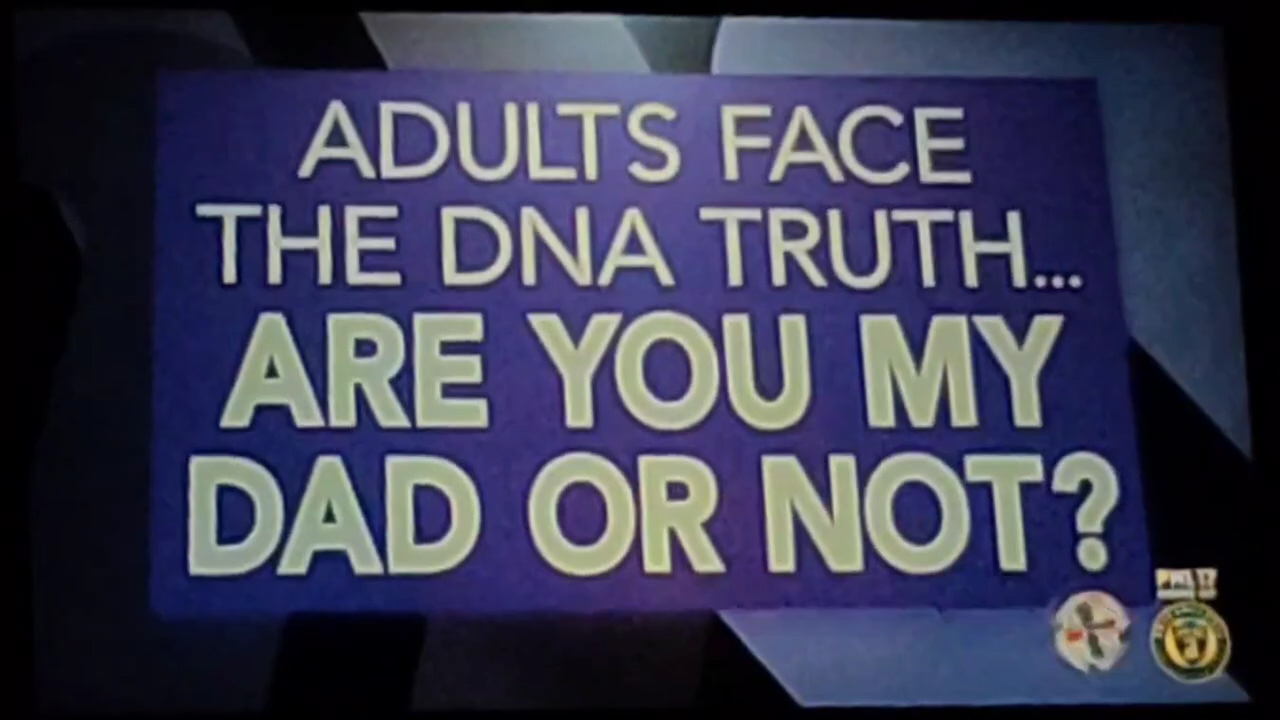 ADULTS FACE
THE DNA TRUTH...
ARE YOU MY
DAD OR NOT?